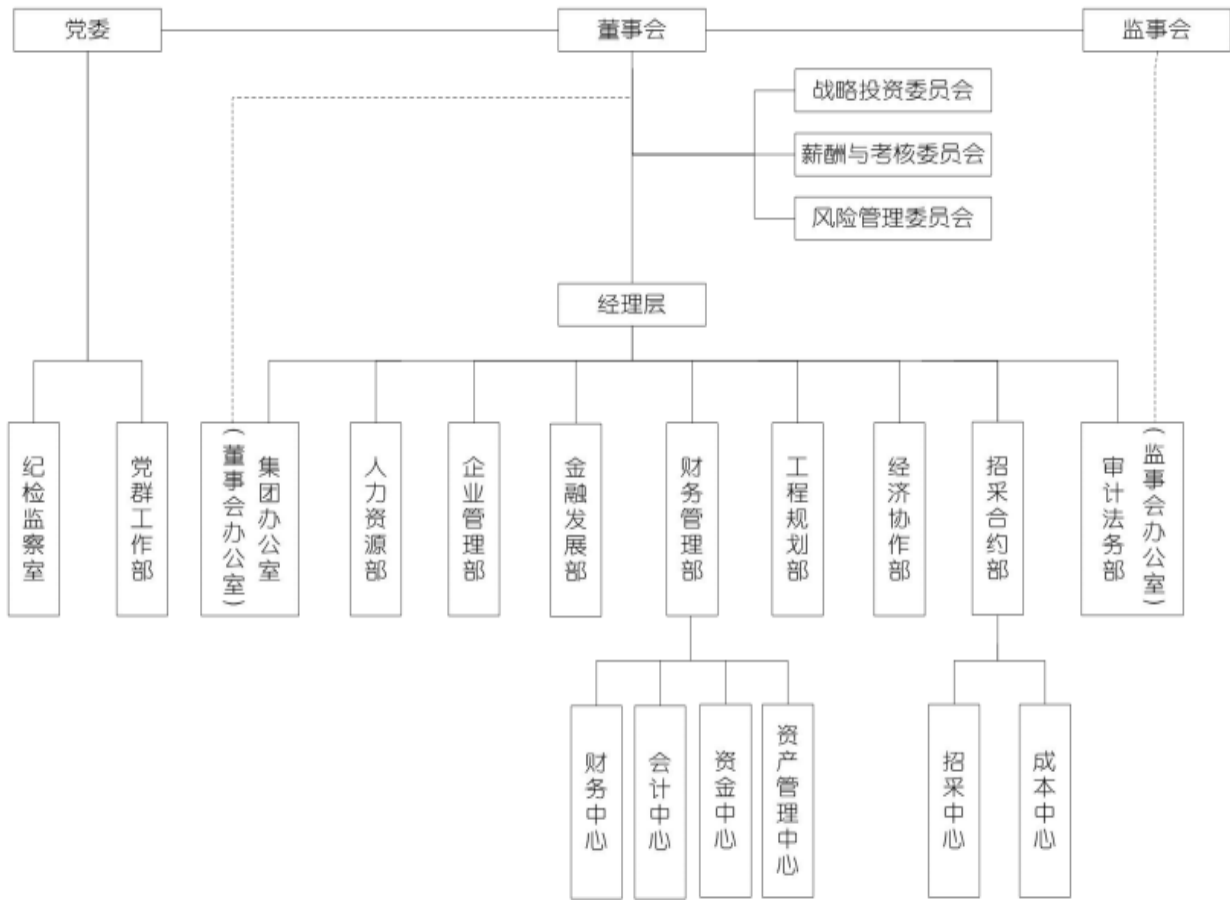 党委
董事会
监事会
战略投资委员会
薪酬与考核委员会
风险管理委员会
经理层
纪检监察室
党群工作部
集团办公室
（董事会办公室）
人力资源部
企业管理部
金融发展部
财务管理部
工程规划部
经济协作部
招采合约部
审计法务部
（监事会办公室）
财务中心
会计中心
资金中心
资产管理中心
招采中心
成本中心